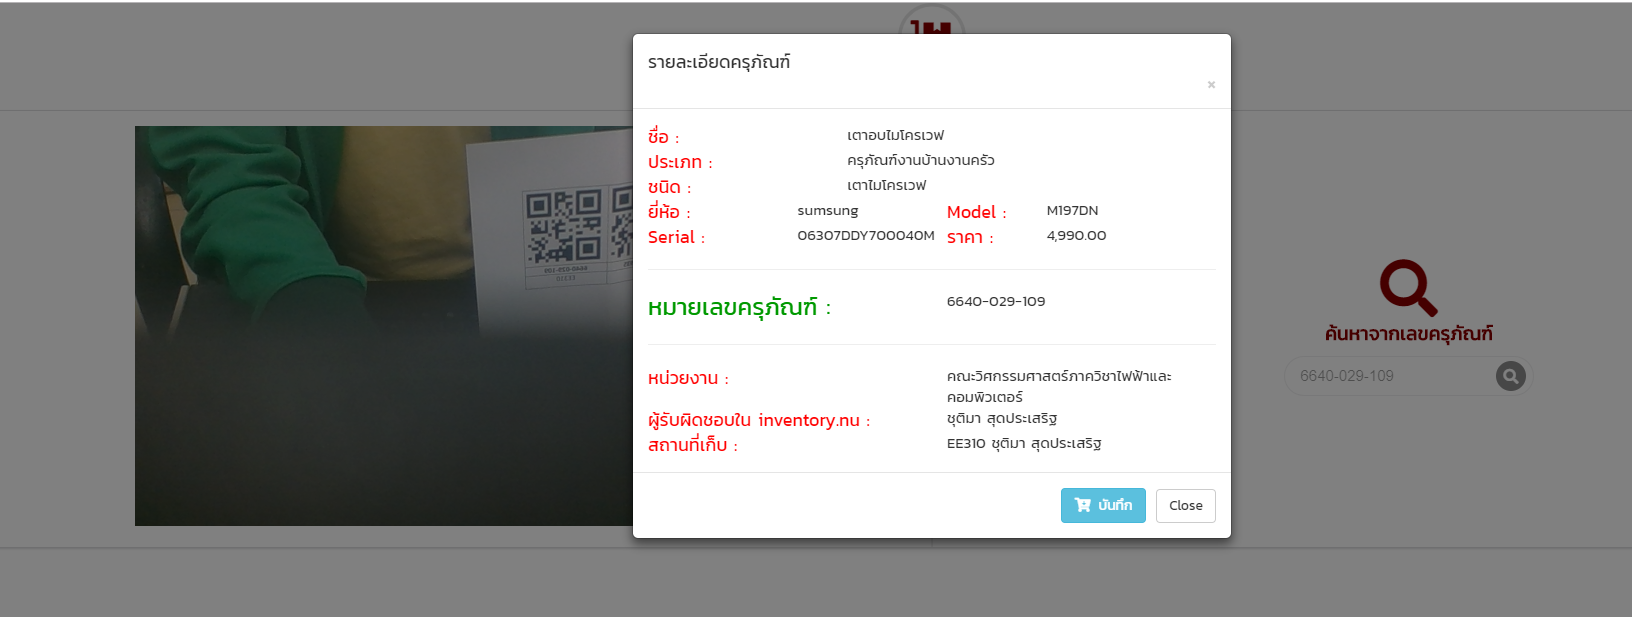 รายละเอียดครุภัณฑ์
×
ชื่อ : เตาอบไมโครเวฟ
ประเภท : ครุภัณฑ์งานบ้านงานครัว
ชนิด : เตาไมโครเวฟ
ยี่ห้อ : sumsung Model : M197DN
Serial : 06307DDY700040M ราคา : 4,990.00
หมายเลขครุภัณฑ์ : 6640-029-109
หน่วยงาน : คณะวิศกรรมศาสตร์ภาควิชาไฟฟ้าและ
คอมพิวเตอร์
ผู้รับผิดชอบใน inventory.nu : ชุติมา สุดประเสริฐ
สถานที่เก็บ : EE310 ชุติมา สุดประเสริฐ
บันทึก Close
ค้นหาจากเลขครุภัณฑ์
6640-029-109